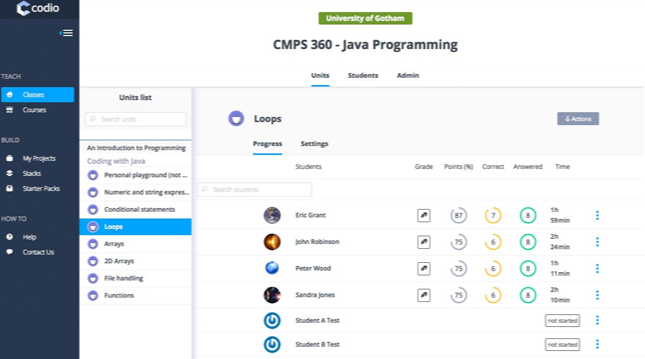 codio
University of Gotham
CMPS 360 - Java Programming
Units Students Admin
TEACH
Classes
Courses
BUILD
My Projects
Stacks
Starter Packs
HOW TO
Help
Contact Us
Units list
Search units
An Introduction to Programming
Coding with Java
Personal playground (not ...
Numeric and string expres...
Conditional statements
Loops
Arrays
2D Arrays
File handling
Functions
Loops
Actions
Progress Settings
Students Grade Points (%) Correct Answered Time
Search students
Eric Grant 87 7 8 1h 59min
John Robinson 75 6 8 2h 24min
Peter Wood 75 6 8 1h 11min
Sandra Jones 75 6 8 2h 10min
Student A Test not started
Student B Test not started